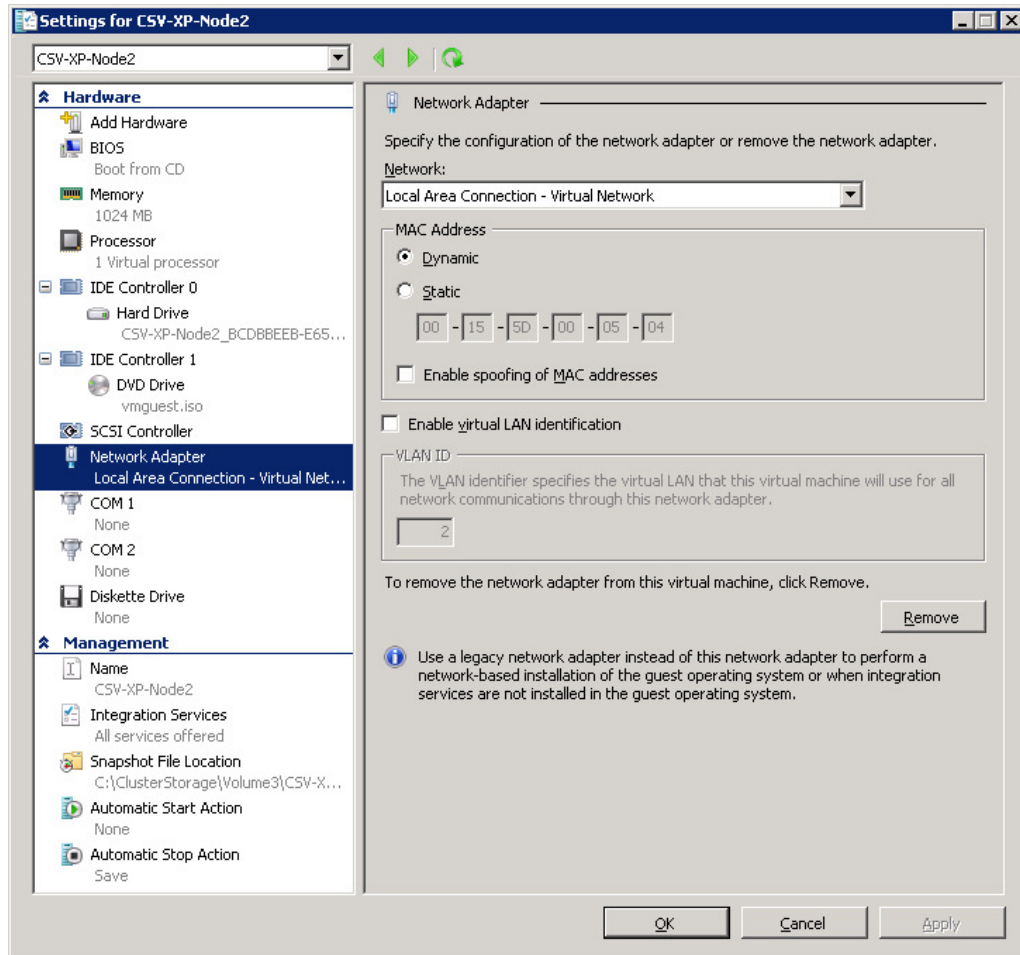 Settings for CSV-XP-Node2
CSV-XP-Node2
Hardware
Add Hardware
BIOS
Boot from CD
Memory
1024 MB
Processor
1 Virtual processor
IDE Controller 0
Hard Drive
CSV-XP-Node2_BCDBBEEB-E65...
IDE Controller 1
DVD Drive
vmguest.iso
SCSI Controller
Network Adapter
Local Area Connection - Virtual Net...
COM 1
None
COM 2
None
Diskette Drive
None
Management
Name
CSV-XP-Node2
Integration Services
All services offered
Snapshot File Location
C:\ClusterStorage\Volume3\CSV-X...
Automatic Start Action
None
Automatic Stop Action
Save
Network Adapter
Specify the configuration of the network adapter or remove the network adapter.
Network:
Local Area Connection - Virtual Network
MAC Address
Dynamic
Static
00 - 15 - 5D - 00 - 05 - 04
Enable spoofing of MAC addresses
Enable virtual LAN identification
VLAN ID
The VLAN identifier specifies the virtual LAN that this virtual machine will use for all
network communications through this network adapter.
2
To remove the network adapter from this virtual machine, click Remove.
Remove
Use a legacy network adapter instead of this network adapter to perform a
network-based installation of the guest operating system or when integration
services are not installed in the guest operating system.
OK
Cancel
Apply